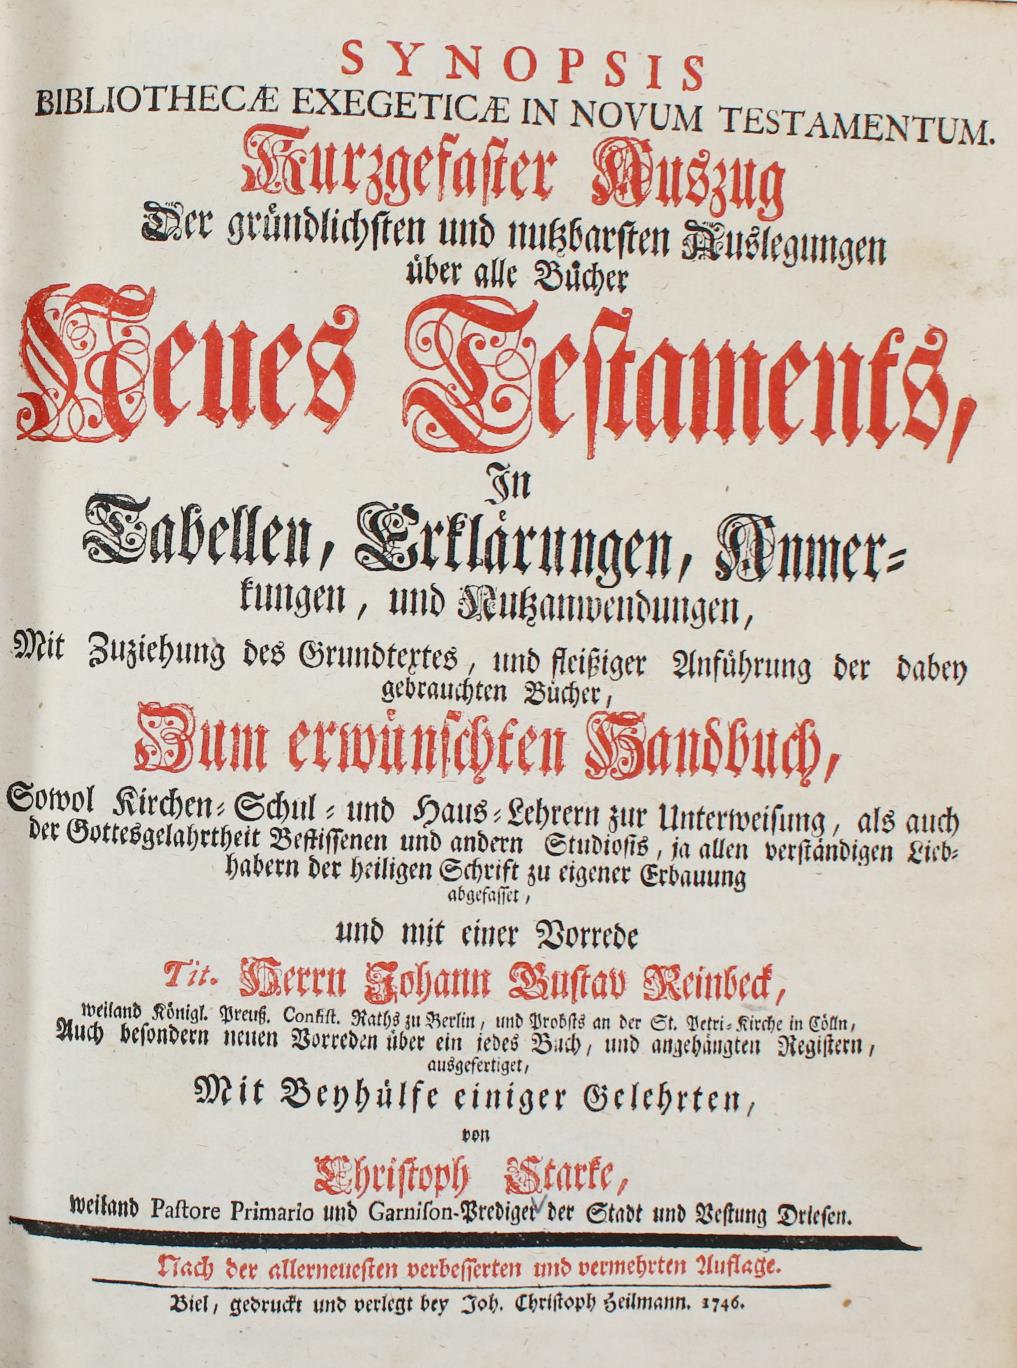 SYNOPSIS
BIBLIOTHECÆ EXEGETICÆ IN NOVUM TESTAMENTUM.
Kurzgefaster Auszug
Der gründlichsten und nutzbarsten Auslegungen
über alle Bücher
Neues Testaments,
In
Tabellen, Erklärungen, Anmer-
kungen, und Nutzanwendungen,
Mit Zuziehung des Grundtextes, und fleißiger Anführung der dabey
gebrauchten Bücher,
Zum erwünschten Handbuch,
Sowol Kirchen- Schul- und Haus-Lehrern zur Unterweisung, als auch
der Gottesgelahrtheit Beflissenen und andern Studiosis, ja allen verständigen Lieb-
habern der heiligen Schrift zu eigener Erbauung
abgefasset,
und mit einer Vorrede
Tit. Herrn Johann Gustav Reinbeck,
weiland Königl. Preuß. Consist. Raths zu Berlin, und Probsts an der St. Petri-Kirche in Cölln,
Auch besondern neuen Vorreden über ein jedes Buch, und angehängten Registern,
ausgefertiget,
Mit Beyhülfe einiger Gelehrten,
von
Christoph Starke,
weiland Pastore Primario und Garnison-Prediger der Stadt und Vestung Driesen.
Nach der allerneuesten verbesserten und vermehrten Auflage.
Biel, gedruckt und verlegt bey Joh. Christoph Heilmann. 1746.